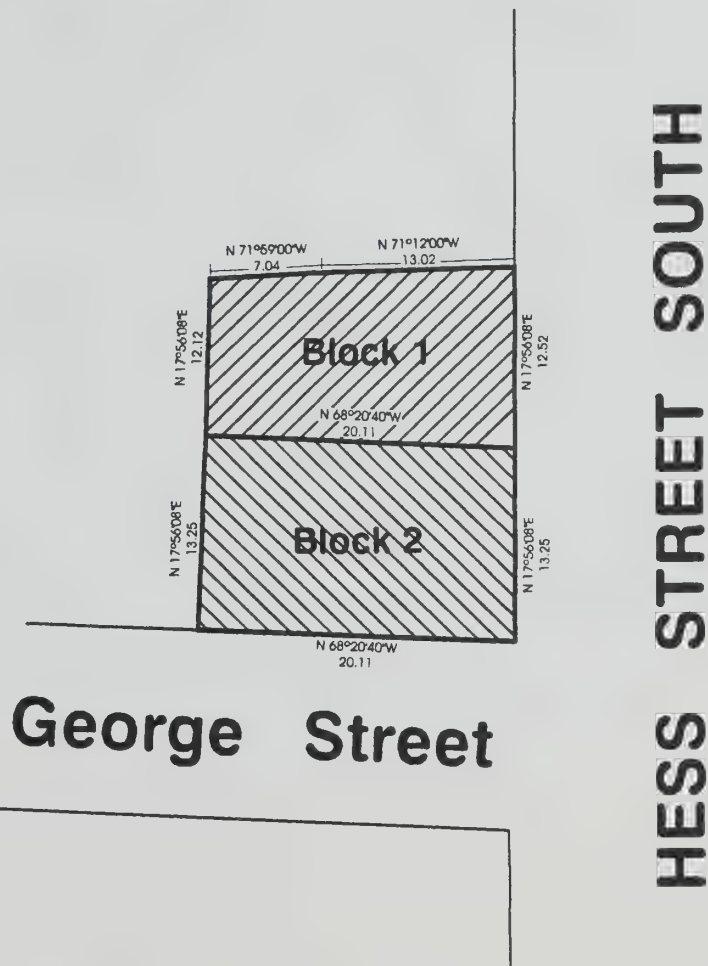 N 71°59'00"W
7.04
N 71°12'00"W
13.02
N 17°56'08"E
12.12
Block 1
N 17°56'08"E
12.52
N 68°20'40"W
20.11
N 17°56'08"E
13.25
Block 2
N 17°56'08"E
13.25
N 68°20'40"W
20.11
George Street
HESS STREET SOUTH